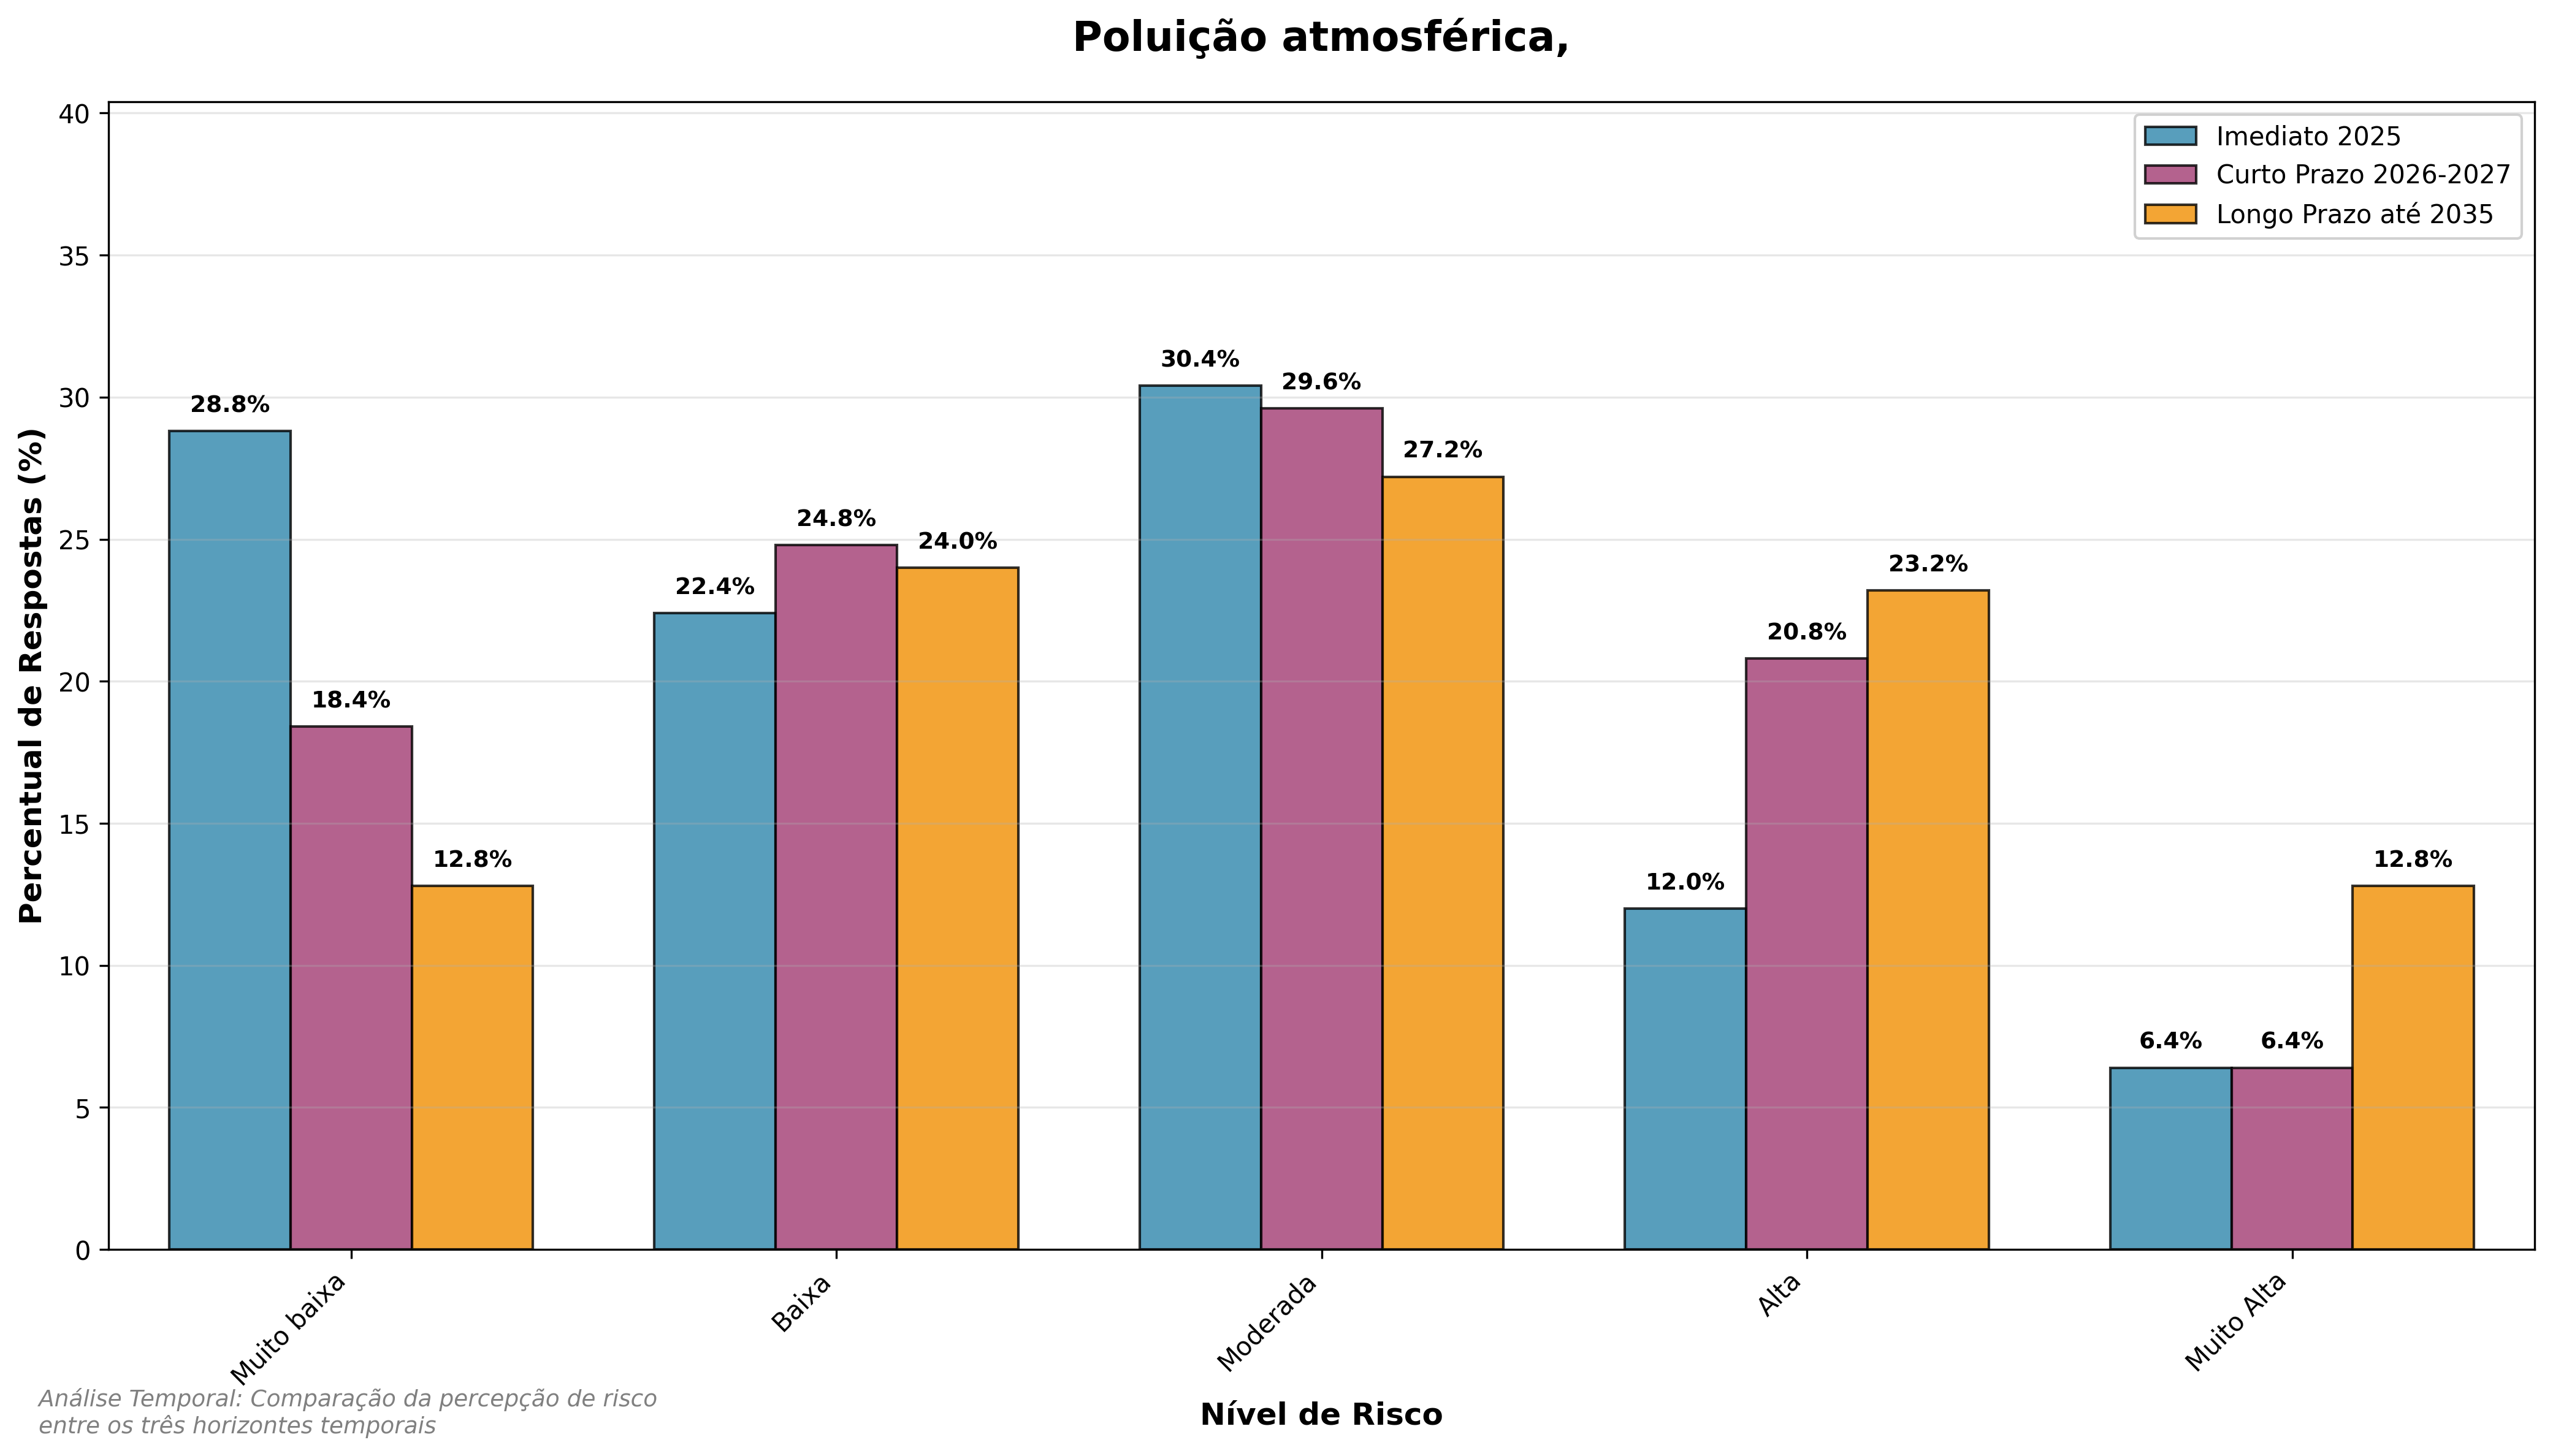 Poluição atmosférica,
40
35
30
25
20
15
10
5
0
Percentual de Respostas (%)
Imediato 2025
Curto Prazo 2026-2027
Longo Prazo até 2035
28.8%
18.4%
12.8%
22.4%
24.8%
24.0%
30.4%
29.6%
27.2%
12.0%
20.8%
23.2%
6.4%
6.4%
12.8%
Muito baixa
Baixa
Moderada
Alta
Muito Alta
Nível de Risco
Análise Temporal: Comparação da percepção de risco
entre os três horizontes temporais